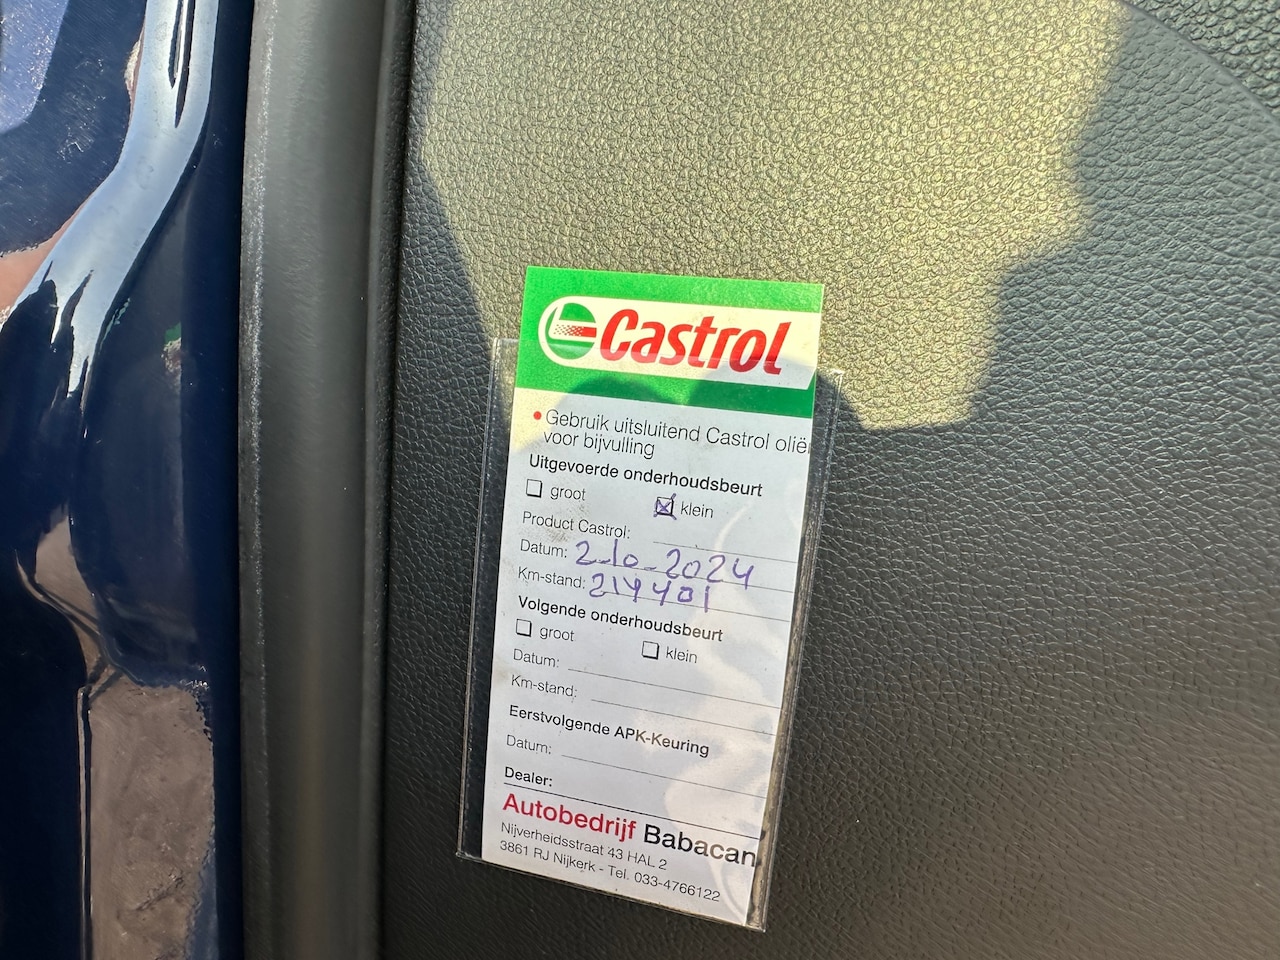 Castrol
• Gebruik uitsluitend Castrol olië
voor bijvulling
Uitgevoerde onderhoudsbeurt
☐ groot ☒ klein
Product Castrol:
Datum: 2-10-2024
Km-stand: 214401
Volgende onderhoudsbeurt
☐ groot ☐ klein
Datum:
Km-stand:
Eerstvolgende APK-Keuring
Datum:
Dealer:
Autobedrijf Babacan
Nijverheidsstraat 43 HAL 2
3861 RJ Nijkerk - Tel. 033-4766122